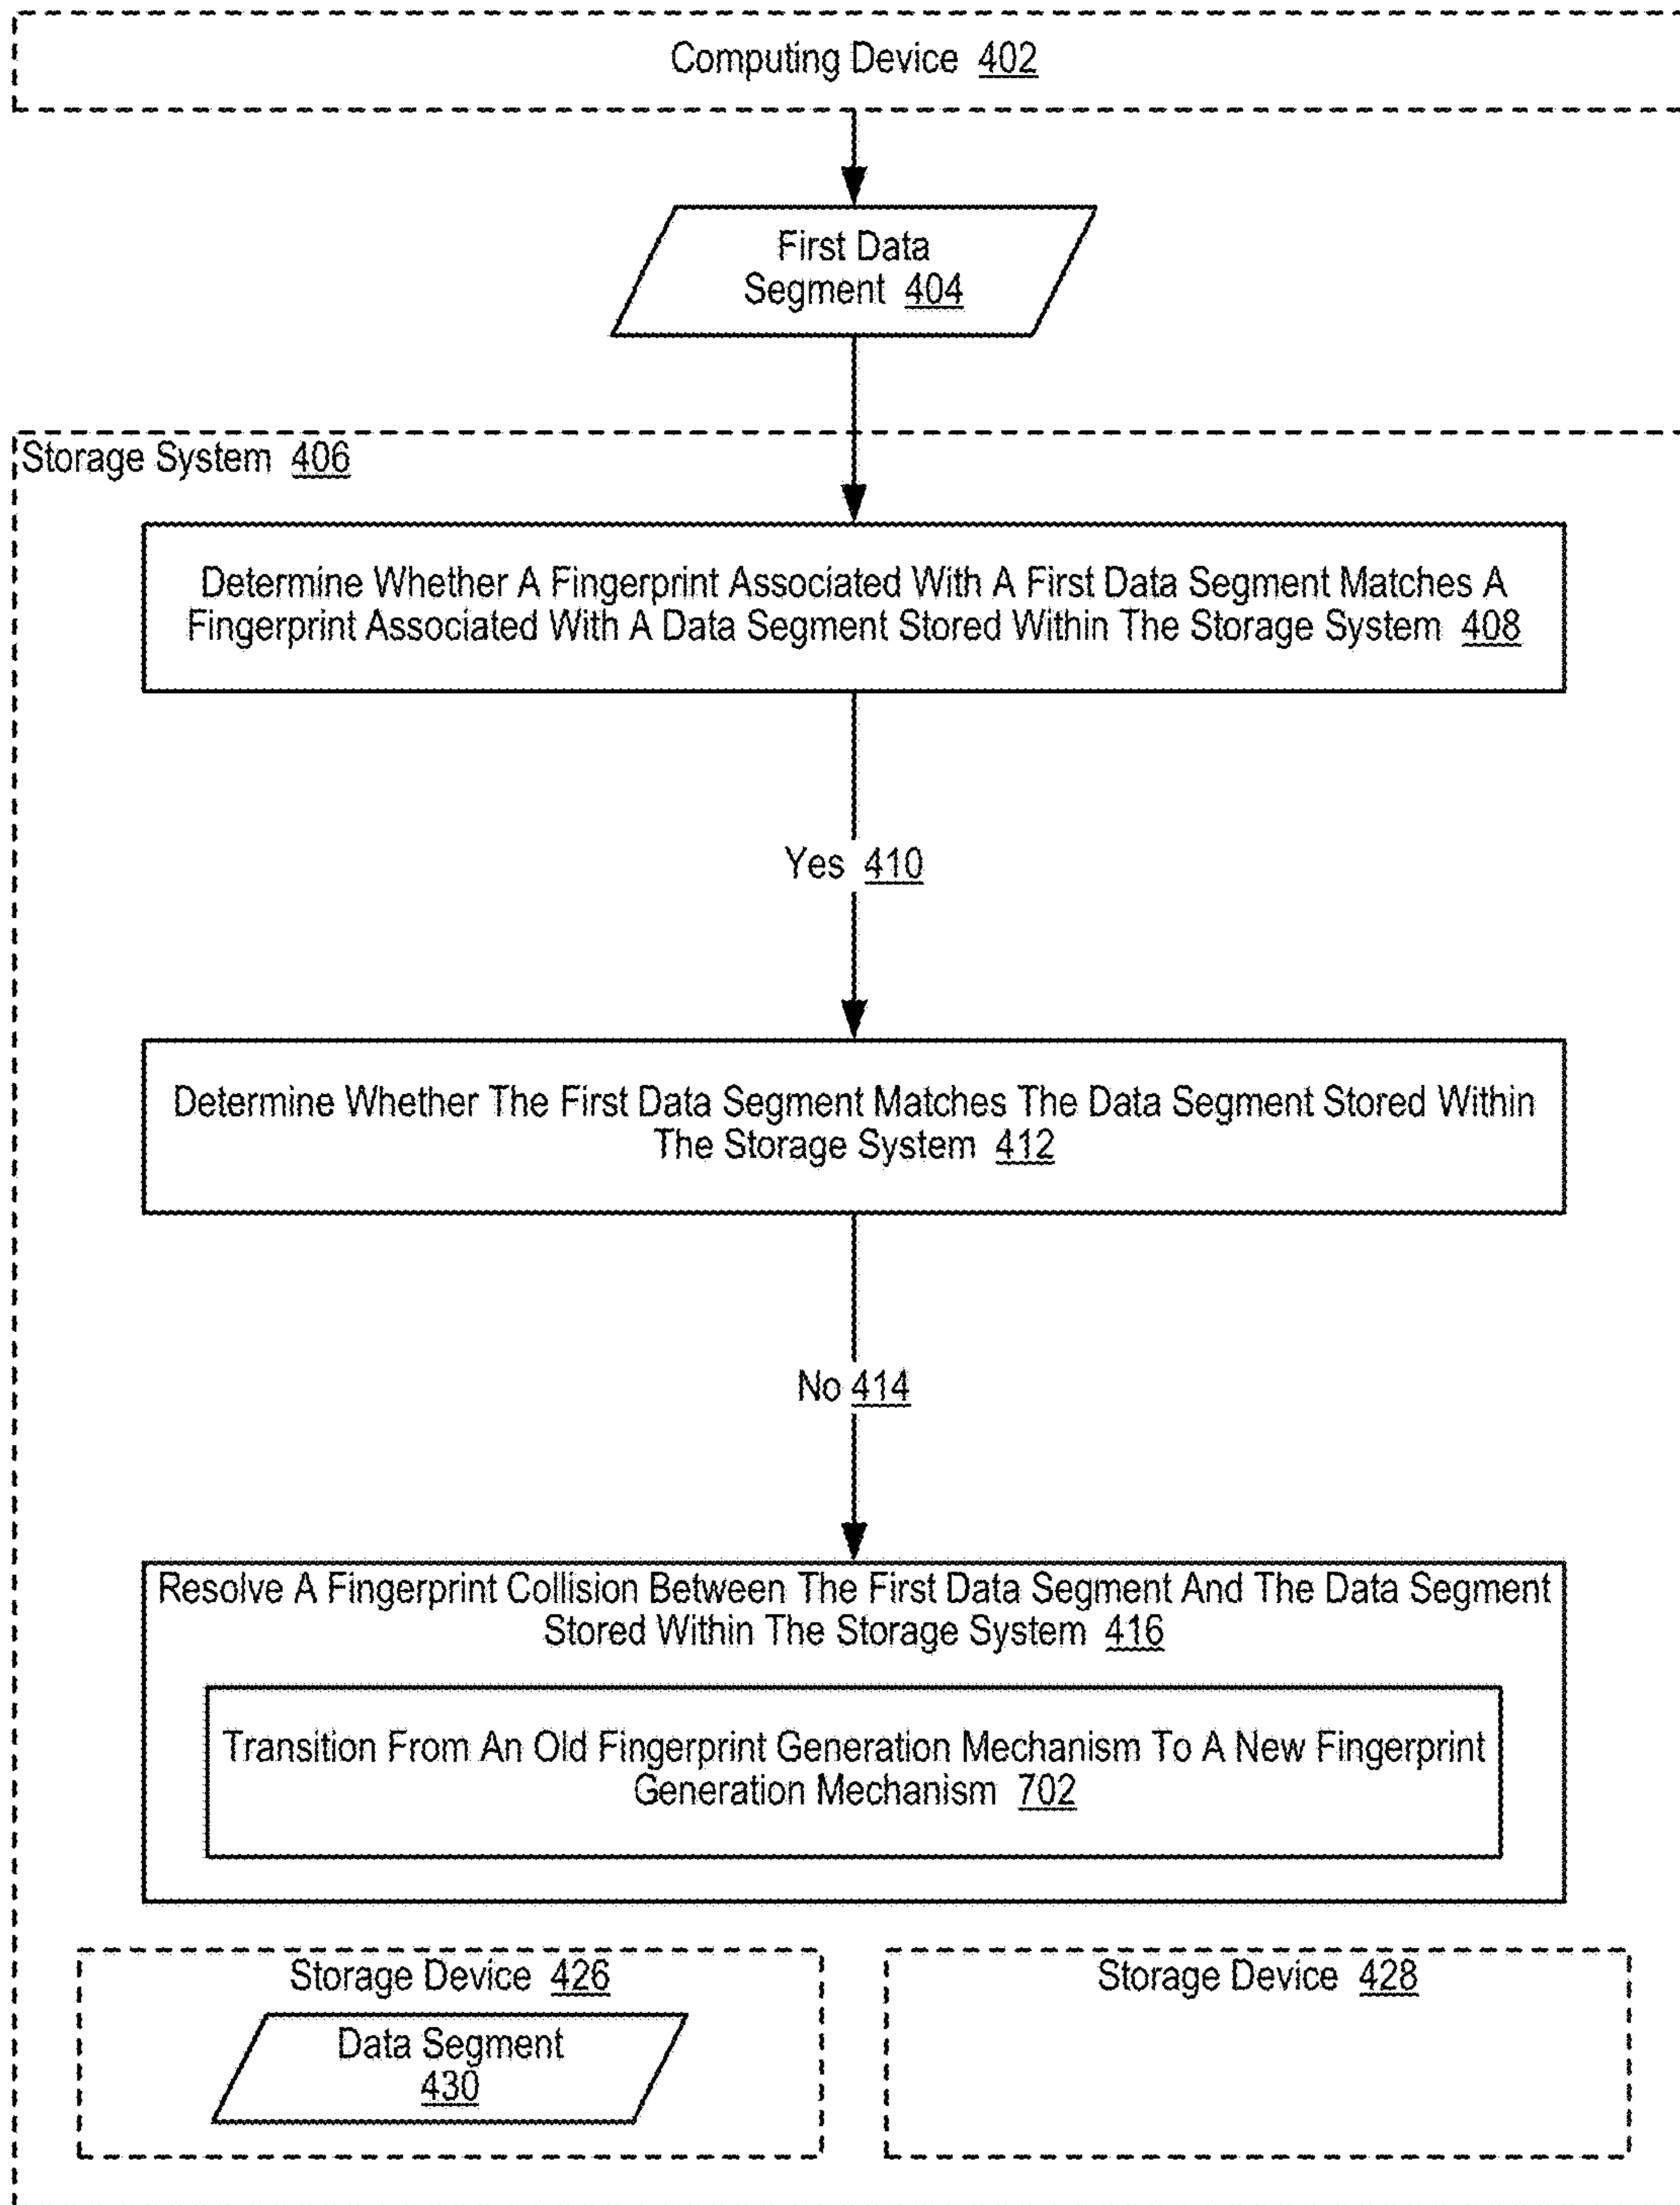 Computing Device 402
First Data
Segment 404
Storage System 406
Determine Whether A Fingerprint Associated With A First Data Segment Matches A
Fingerprint Associated With A Data Segment Stored Within The Storage System 408
Yes 410
Determine Whether The First Data Segment Matches The Data Segment Stored Within
The Storage System 412
No 414
Resolve A Fingerprint Collision Between The First Data Segment And The Data Segment
Stored Within The Storage System 416
Transition From An Old Fingerprint Generation Mechanism To A New Fingerprint
Generation Mechanism 702
Storage Device 426
Data Segment
430
Storage Device 428